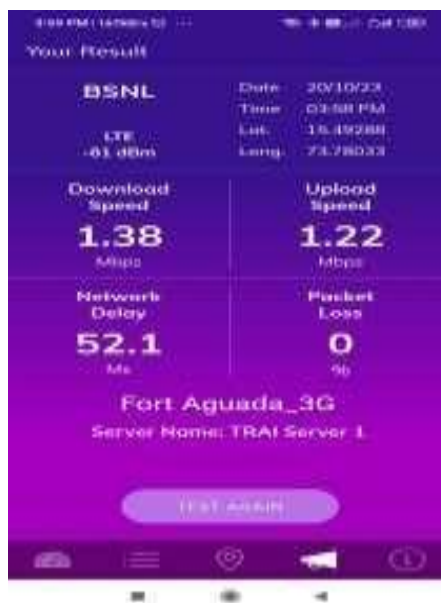 Your Result
BSNL
LTE
-81 dBm
Date 20/10/23
Time 03:58 PM
Lat. 15.49288
Long. 73.78033
Download
Speed
1.38
Mbps
Upload
Speed
1.22
Mbps
Network
Delay
52.1
Ms
Packet
Loss
0
%
Fort Aguada_3G
Server Name: TRAI Server 1
TEST AGAIN